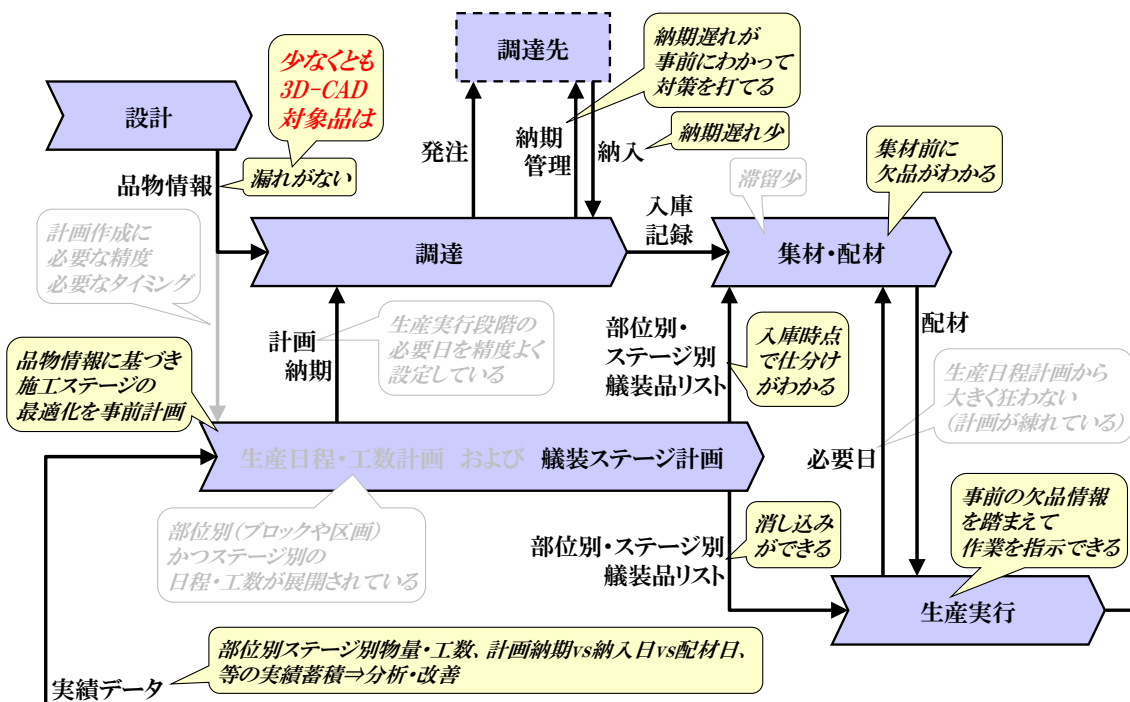 調達先
納期遅れが
事前にわかって
対策を打てる
少なくとも
3D-CAD
対象品は
設計
発注
納期
管理
納入
納期遅れ少
集材前に
欠品がわかる
品物情報
漏れがない
滞留少
計画作成に
必要な精度
必要なタイミング
調達
入庫
記録
集材・配材
計画
納期
生産実行段階の
必要日を精度よく
設定している
部位別・
ステージ別
艤装品リスト
入庫時点
で仕分け
がわかる
配材
生産日程計画から
大きく狂わない
(計画が練れている)
品物情報に基づき
施工ステージの
最適化を事前計画
生産日程・工数計画 および 艤装ステージ計画
必要日
部位別(ブロックや区画)
かつステージ別の
日程・工数が展開されている
部位別・ステージ別
艤装品リスト
消し込み
ができる
事前の欠品情報
を踏まえて
作業を指示できる
生産実行
部位別ステージ別物量・工数、計画納期vs納入日vs配材日、
等の実績蓄積⇒分析・改善
実績データ